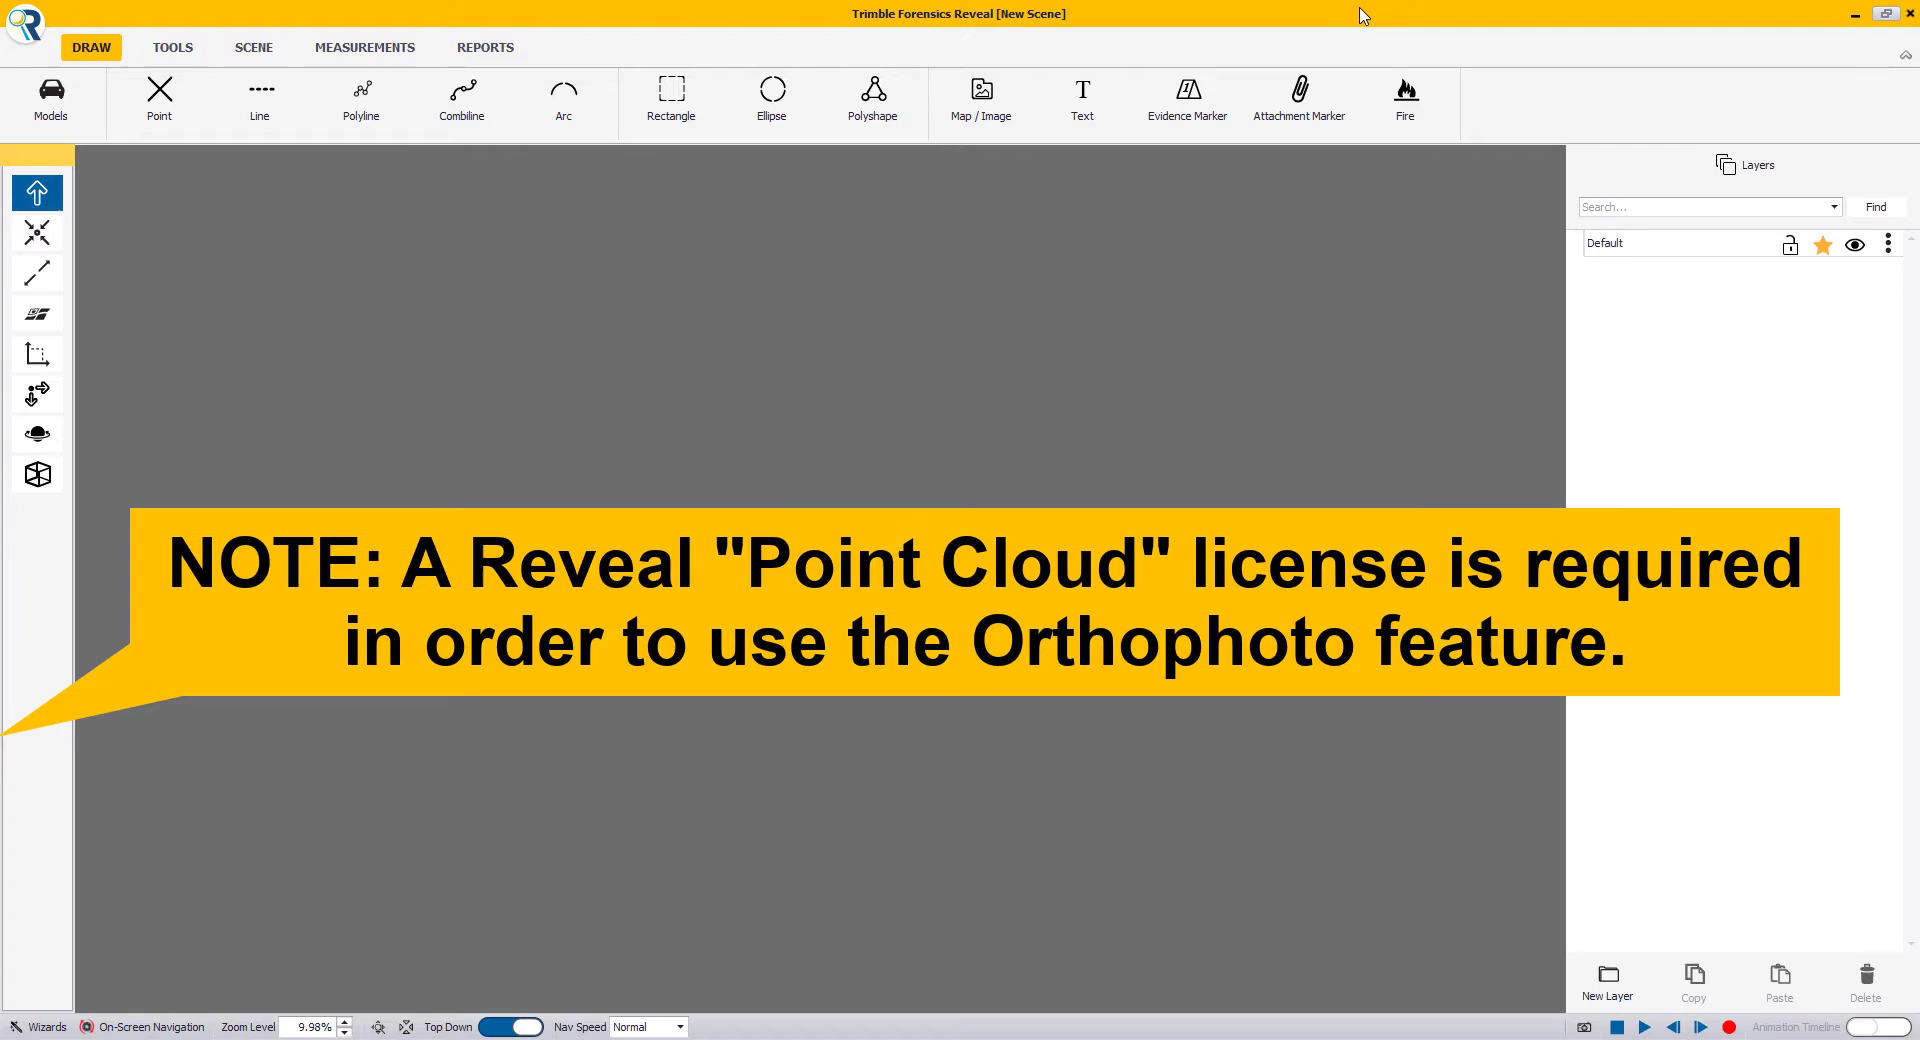 Trimble Forensics Reveal [New Scene]
DRAW TOOLS SCENE MEASUREMENTS REPORTS
Models Point Line Polyline Combiline Arc Rectangle Ellipse Polyshape Map / Image Text Evidence Marker Attachment Marker Fire
Layers
Search... Find
Default
NOTE: A Reveal "Point Cloud" license is required
in order to use the Orthophoto feature.
New Layer Copy Paste Delete
Wizards On-Screen Navigation Zoom Level 9.98% Top Down Nav Speed Normal Animation Timeline